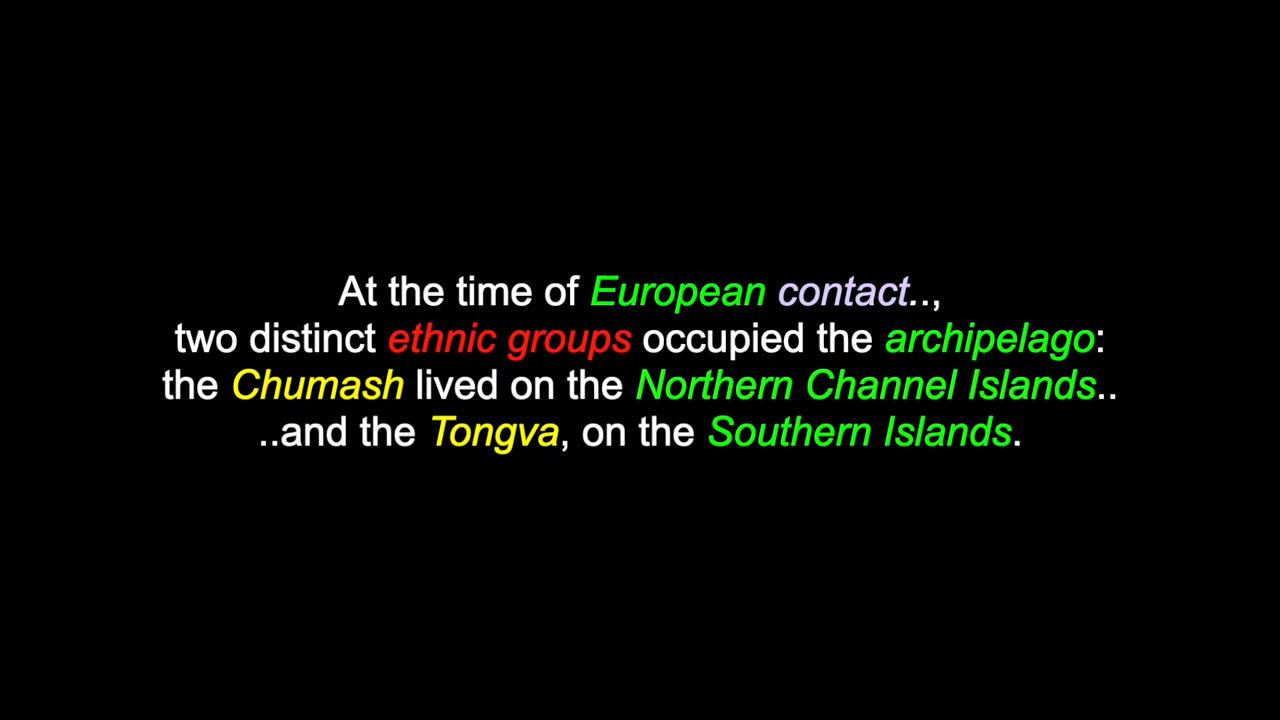 At the time of European contact..,
two distinct ethnic groups occupied the archipelago:
the Chumash lived on the Northern Channel Islands..
..and the Tongva, on the Southern Islands.